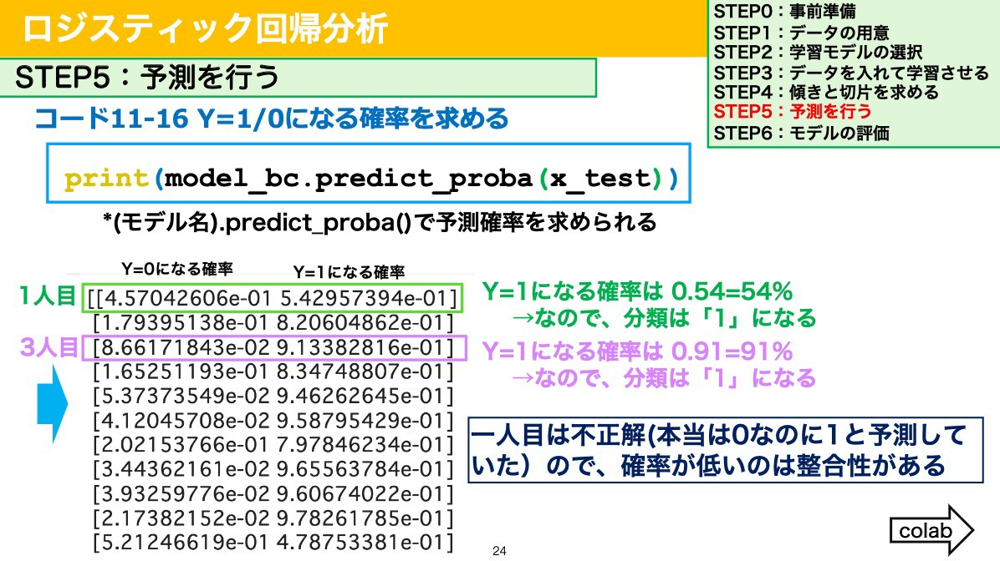 ロジスティック回帰分析
STEP0：事前準備
STEP1：データの用意
STEP2：学習モデルの選択
STEP3：データを入れて学習させる
STEP4：傾きと切片を求める
STEP5：予測を行う
STEP6：モデルの評価
STEP5：予測を行う
コード11-16 Y=1/0になる確率を求める
print(model_bc.predict_proba(x_test))
*(モデル名).predict_proba()で予測確率を求められる
Y=0になる確率 Y=1になる確率
1人目 [[4.57042606e-01 5.42957394e-01]
[1.79395138e-01 8.20604862e-01]
3人目 [8.66171843e-02 9.13382816e-01]
[1.65251193e-01 8.34748807e-01]
[5.37373549e-02 9.46262645e-01]
[4.12045708e-02 9.58795429e-01]
[2.02153766e-01 7.97846234e-01]
[3.44362161e-02 9.65563784e-01]
[3.93259776e-02 9.60674022e-01]
[2.17382152e-02 9.78261785e-01]
[5.21246619e-01 4.78753381e-01]
Y=1になる確率は 0.54=54%
→なので、分類は「1」になる
Y=1になる確率は 0.91=91%
→なので、分類は「1」になる
一人目は不正解(本当は0なのに1と予測して
いた）ので、確率が低いのは整合性がある
colab
24